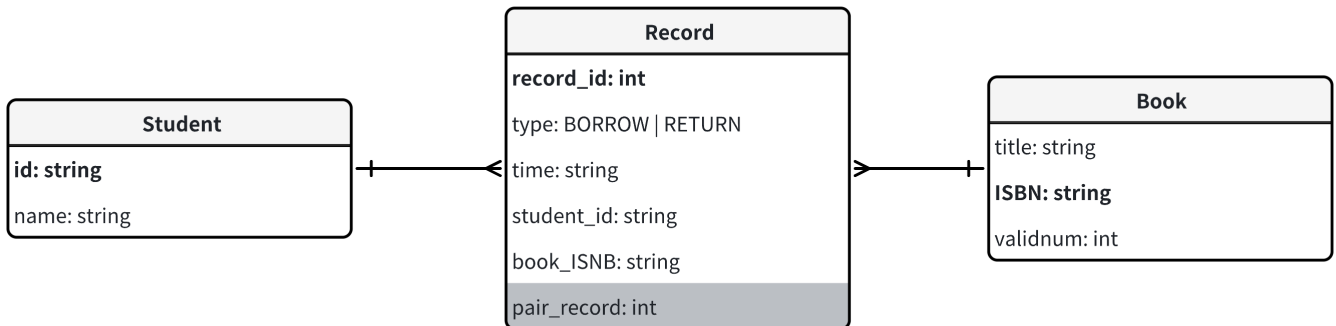 Student
id: string
name: string
Record
record_id: int
type: BORROW | RETURN
time: string
student_id: string
book_ISNB: string
pair_record: int
Book
title: string
ISBN: string
validnum: int